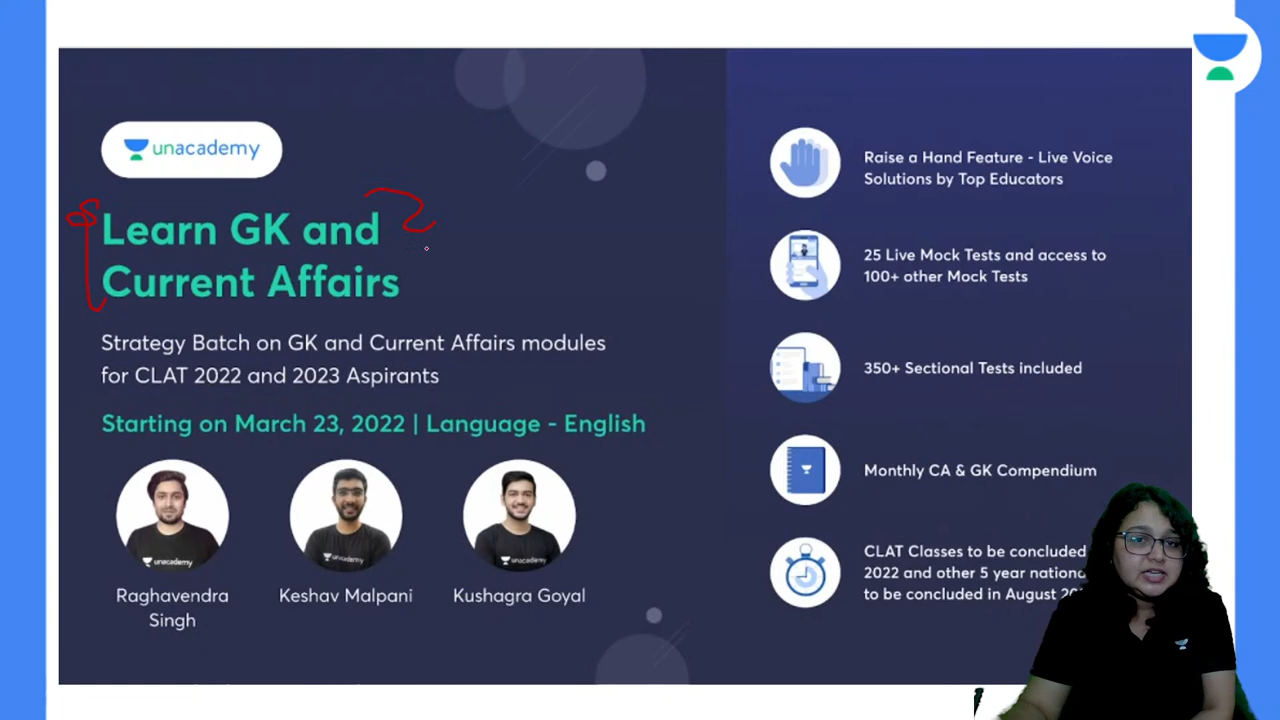 unacademy
Learn GK and
Current Affairs
Strategy Batch on GK and Current Affairs modules
for CLAT 2022 and 2023 Aspirants
Starting on March 23, 2022 | Language - English
unacademy
unacademy
unacademy
Raghavendra
Singh
Keshav Malpani
Kushagra Goyal
Raise a Hand Feature - Live Voice
Solutions by Top Educators
25 Live Mock Tests and access to
100+ other Mock Tests
350+ Sectional Tests included
Monthly CA & GK Compendium
CLAT Classes to be concluded
2022 and other 5 year
to be concluded in August